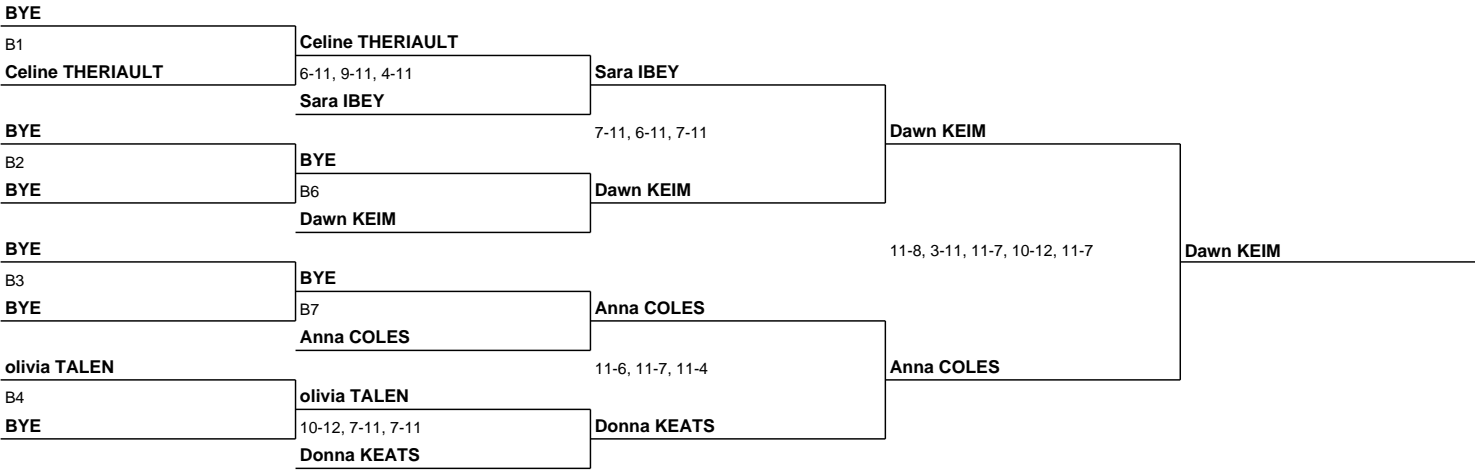 BYE
B1
Celine THERIAULT
Celine THERIAULT
6-11, 9-11, 4-11
Sara IBEY
Sara IBEY
7-11, 6-11, 7-11
BYE
B2
BYE
BYE
B6
Dawn KEIM
Dawn KEIM
Dawn KEIM
11-8, 3-11, 11-7, 10-12, 11-7
Dawn KEIM
BYE
B3
BYE
BYE
B7
Anna COLES
Anna COLES
11-6, 11-7, 11-4
Anna COLES
olivia TALEN
B4
BYE
olivia TALEN
10-12, 7-11, 7-11
Donna KEATS
Donna KEATS